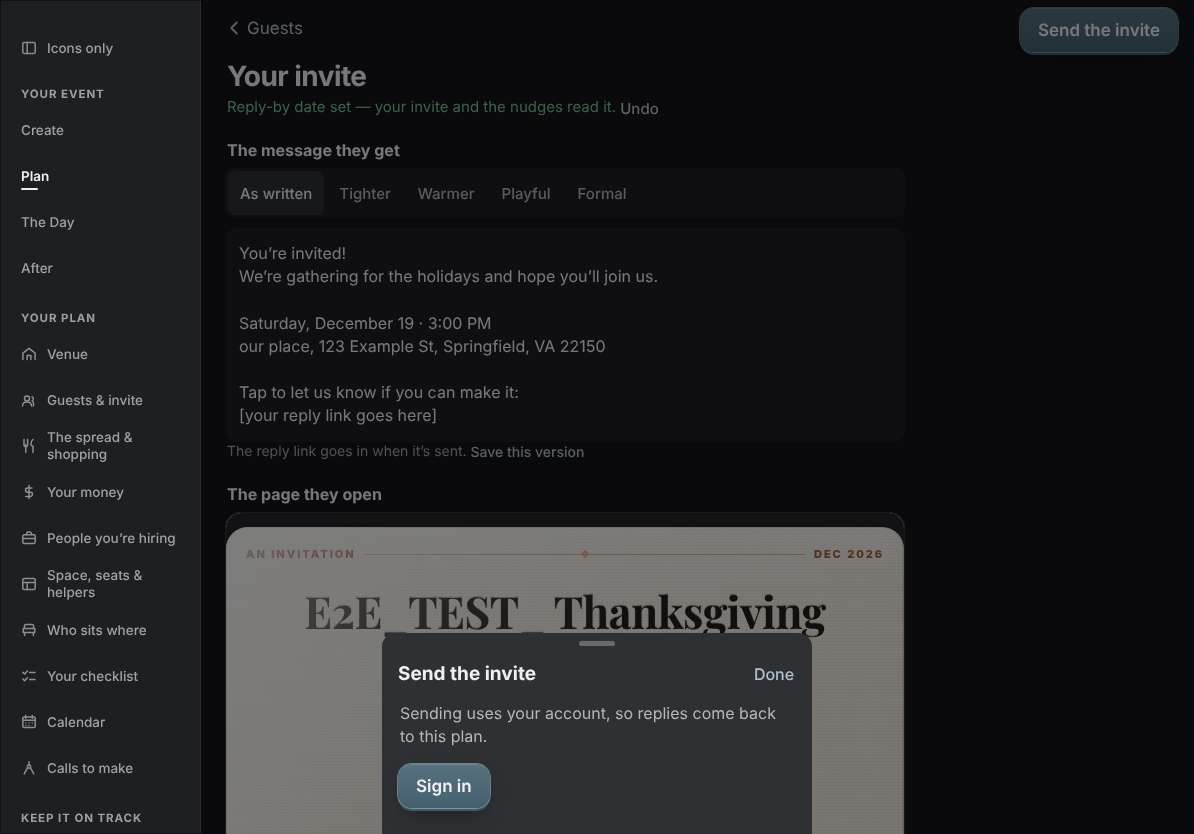 Icons only
YOUR EVENT
Create
Plan
The Day
After
YOUR PLAN
Venue
Guests & invite
The spread &
shopping
Your money
People you’re hiring
Space, seats &
helpers
Who sits where
Your checklist
Calendar
Calls to make
KEEP IT ON TRACK
Guests
Send the invite
Your invite
Reply-by date set — your invite and the nudges read it. Undo
The message they get
As written Tighter Warmer Playful Formal
You’re invited!
We’re gathering for the holidays and hope you’ll join us.
Saturday, December 19 · 3:00 PM
our place, 123 Example St, Springfield, VA 22150
Tap to let us know if you can make it:
[your reply link goes here]
The reply link goes in when it’s sent. Save this version
The page they open
AN INVITATION DEC 2026
E2E_TEST_ Thanksgiving
Send the invite Done
Sending uses your account, so replies come back
to this plan.
Sign in